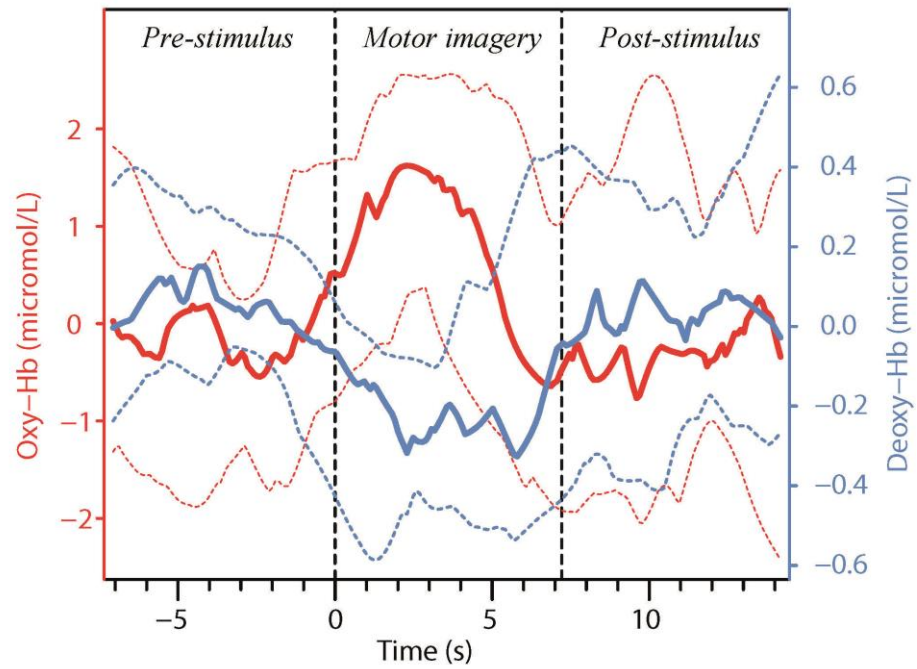 Pre-stimulus Motor imagery Post-stimulus
2
1
0
−1
−2
Oxy−Hb (micromol/L)
0.6
0.4
0.2
0.0
−0.2
−0.4
−0.6
Deoxy−Hb (micromol/L)
−5 0 5 10
Time (s)